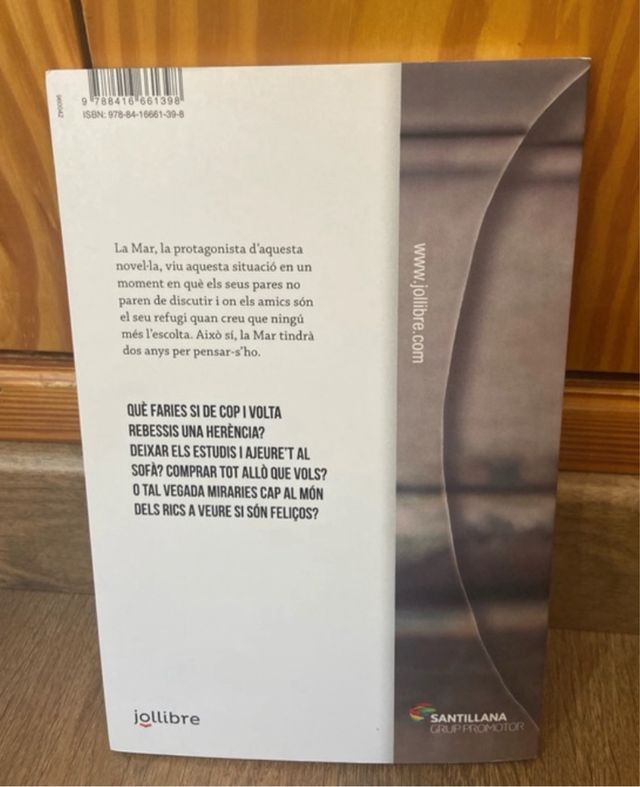 960042
9 788416 661398
ISBN: 978-84-16661-39-8
La Mar, la protagonista d'aquesta
novel·la, viu aquesta situació en un
moment en què els seus pares no
paren de discutir i on els amics són
el seu refugi quan creu que ningú
més l'escolta. Això sí, la Mar tindrà
dos anys per pensar-s'ho.
QUÈ FARIES SI DE COP I VOLTA
REBESSIS UNA HERÈNCIA?
DEIXAR ELS ESTUDIS I AJEURE'T AL
SOFÀ? COMPRAR TOT ALLÒ QUE VOLS?
O TAL VEGADA MIRARIES CAP AL MÓN
DELS RICS A VEURE SI SÓN FELIÇOS?
jollibre
www.jollibre.com
SANTILLANA
GRUP PROMOTOR